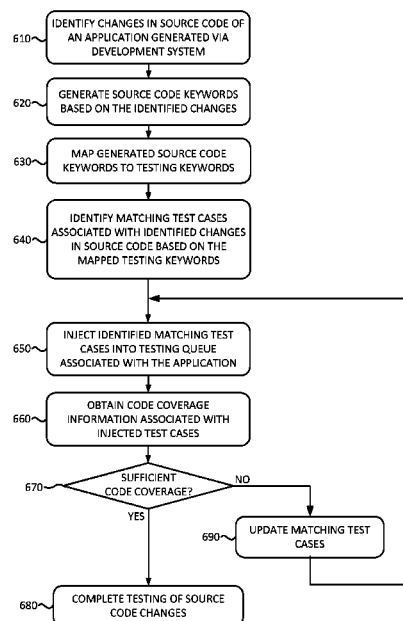 610
IDENTIFY CHANGES IN SOURCE CODE OF
AN APPLICATION GENERATED VIA
DEVELOPMENT SYSTEM
620
GENERATE SOURCE CODE KEYWORDS
BASED ON THE IDENTIFIED CHANGES
630
MAP GENERATED SOURCE CODE
KEYWORDS TO TESTING KEYWORDS
640
IDENTIFY MATCHING TEST CASES
ASSOCIATED WITH IDENTIFIED CHANGES
IN SOURCE CODE BASED ON THE
MAPPED TESTING KEYWORDS
650
INJECT IDENTIFIED MATCHING TEST
CASES INTO TESTING QUEUE
ASSOCIATED WITH THE APPLICATION
660
OBTAIN CODE COVERAGE
INFORMATION ASSOCIATED WITH
INJECTED TEST CASES
670
SUFFICIENT
CODE COVERAGE?
NO
YES
690
UPDATE MATCHING TEST
CASES
680
COMPLETE TESTING OF SOURCE
CODE CHANGES